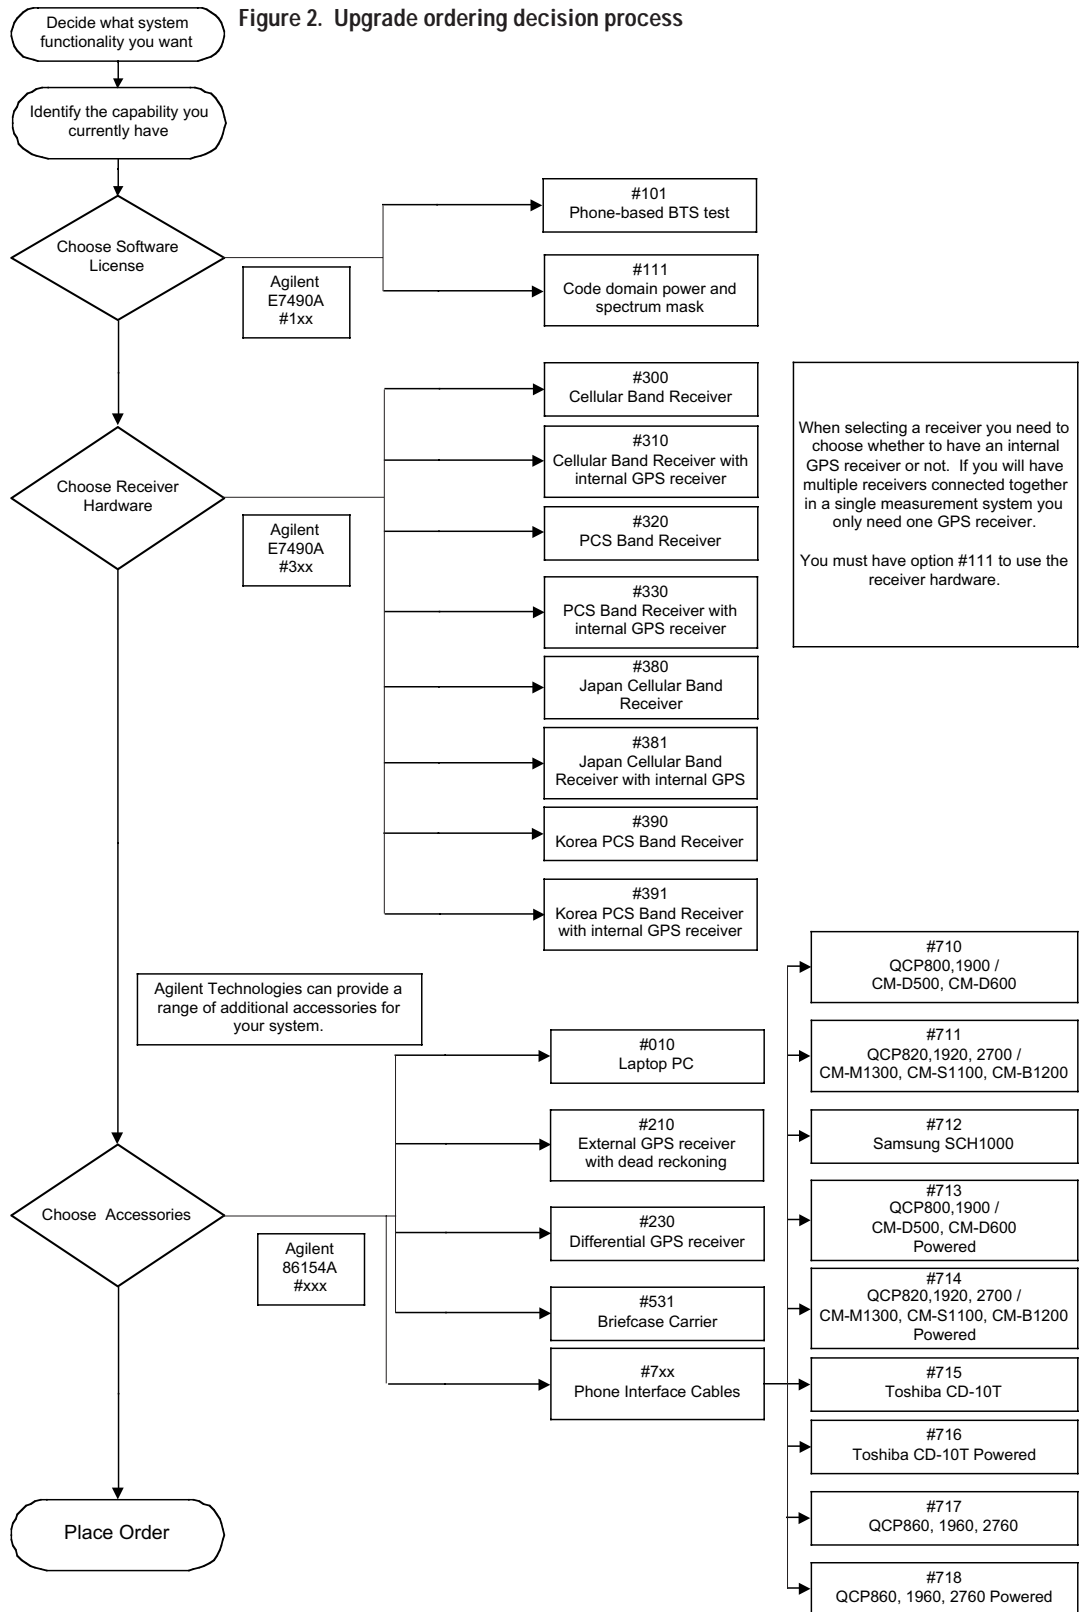 Figure 2. Upgrade ordering decision process
Decide what system
functionality you want
Identify the capability you
currently have
Choose Software
License
Agilent
E7490A
#1xx
#101
Phone-based BTS test
#111
Code domain power and
spectrum mask
Choose Receiver
Hardware
Agilent
E7490A
#3xx
#300
Cellular Band Receiver
#310
Cellular Band Receiver with
internal GPS receiver
#320
PCS Band Receiver
#330
PCS Band Receiver with
internal GPS receiver
#380
Japan Cellular Band
Receiver
#381
Japan Cellular Band
Receiver with internal GPS
#390
Korea PCS Band Receiver
#391
Korea PCS Band Receiver
with internal GPS receiver
When selecting a receiver you need to
choose whether to have an internal
GPS receiver or not. If you will have
multiple receivers connected together
in a single measurement system you
only need one GPS receiver.
You must have option #111 to use the
receiver hardware.
Agilent Technologies can provide a
range of additional accessories for
your system.
Choose Accessories
Agilent
86154A
#xxx
#010
Laptop PC
#210
External GPS receiver
with dead reckoning
#230
Differential GPS receiver
#531
Briefcase Carrier
#7xx
Phone Interface Cables
#710
QCP800,1900 /
CM-D500, CM-D600
#711
QCP820,1920, 2700 /
CM-M1300, CM-S1100, CM-B1200
#712
Samsung SCH1000
#713
QCP800,1900 /
CM-D500, CM-D600
Powered
#714
QCP820,1920, 2700 /
CM-M1300, CM-S1100, CM-B1200
Powered
#715
Toshiba CD-10T
#716
Toshiba CD-10T Powered
#717
QCP860, 1960, 2760
#718
QCP860, 1960, 2760 Powered
Place Order